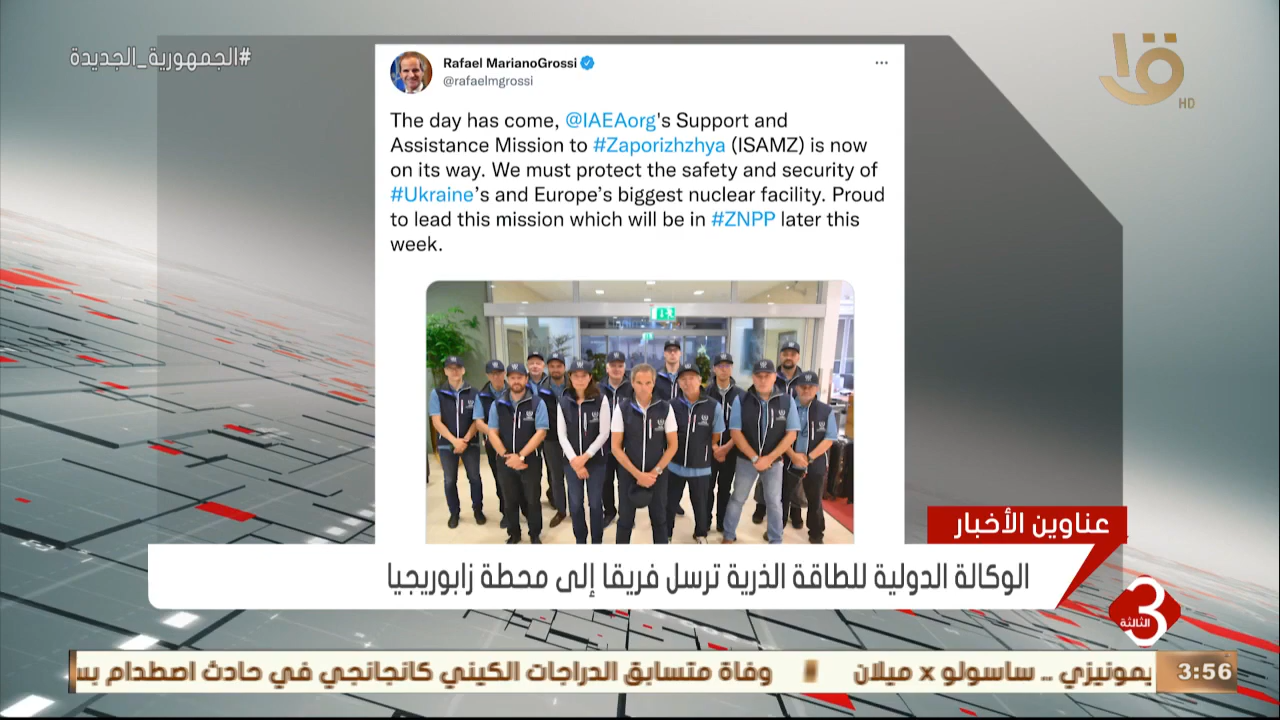 #الجمهورية_الجديدة
HD
Rafael MarianoGrossi
@rafaelmgrossi
The day has come, @IAEAorg's Support and
Assistance Mission to #Zaporizhzhya (ISAMZ) is now
on its way. We must protect the safety and security of
#Ukraine’s and Europe’s biggest nuclear facility. Proud
to lead this mission which will be in #ZNPP later this
week.
عناوين الأخبار
الوكالة الدولية للطاقة الذرية ترسل فريقا إلى محطة زابوريجيا
3
الثالثة
3:56
يمونيزي .. ساسولو x ميلان
وفاة متسابق الدراجات الكيني كانجانجي في حادث اصطدام بس